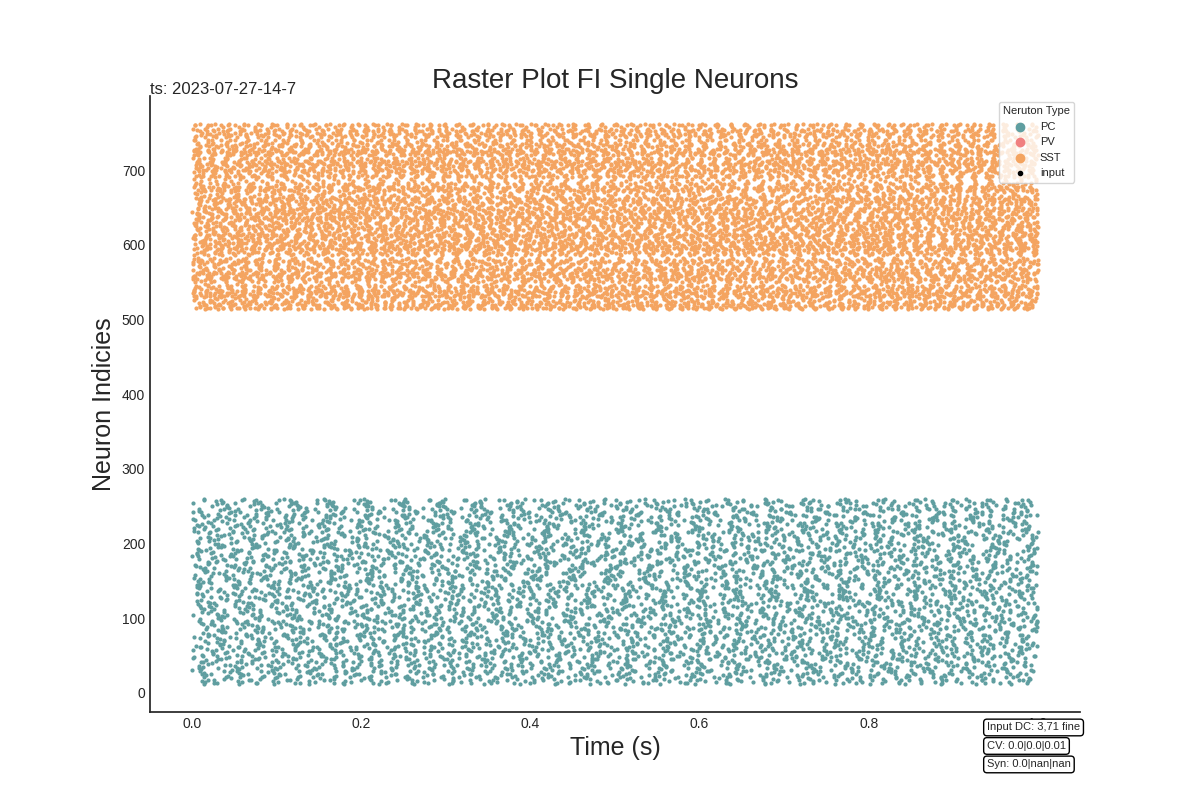 Raster Plot FI Single Neurons
ts: 2023-07-27-14-7
Neruton Type
PC
PV
SST
input
Neuron Indicies
700
600
500
400
300
200
100
0
0.0
0.2
0.4
0.6
0.8
Time (s)
Input DC: 3,71 fine
CV: 0.0|0.0|0.01
Syn: 0.0|nan|nan